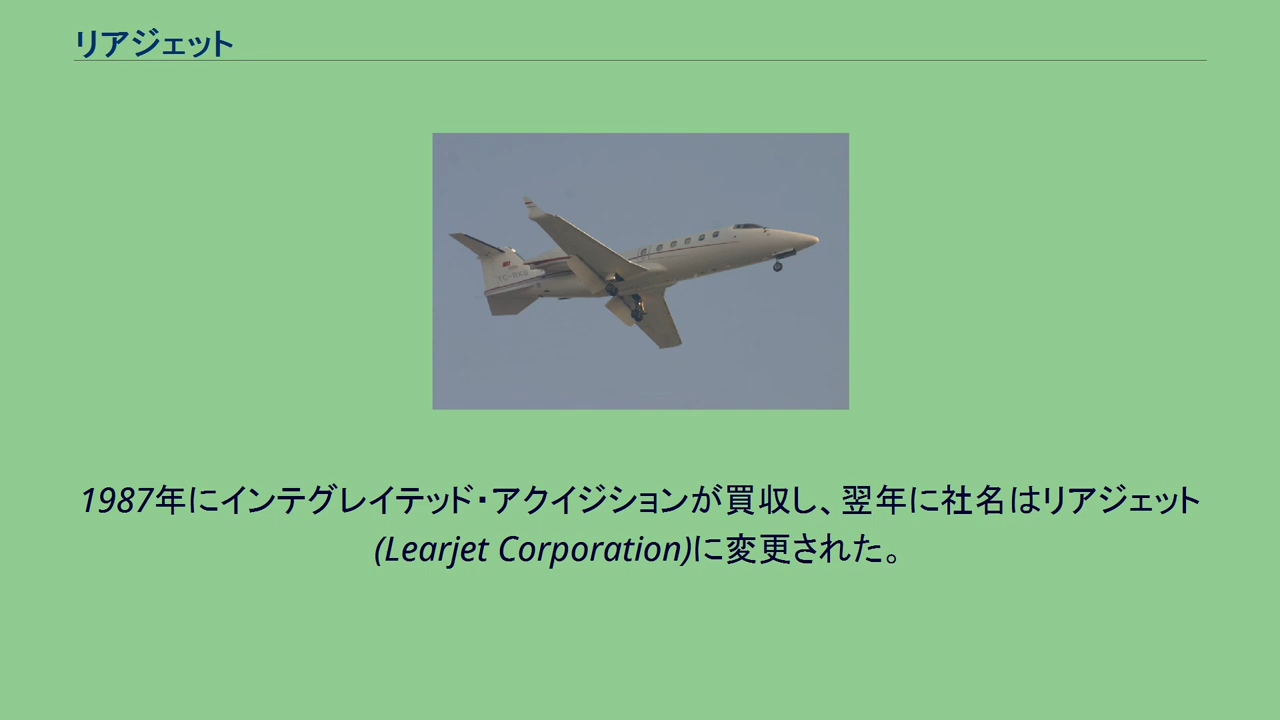 リアジェット
1987年にインテグレイテッド・アクイジションが買収し、翌年に社名はリアジェット
(Learjet Corporation)に変更された。